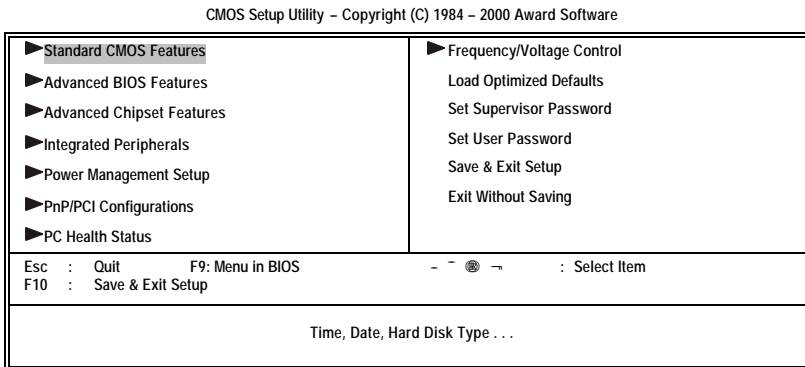 CMOS Setup Utility – Copyright (C) 1984 – 2000 Award Software
Standard CMOS Features
Advanced BIOS Features
Advanced Chipset Features
Integrated Peripherals
Power Management Setup
PnP/PCI Configurations
PC Health Status
Frequency/Voltage Control
Load Optimized Defaults
Set Supervisor Password
Set User Password
Save & Exit Setup
Exit Without Saving
Esc : Quit F9: Menu in BIOS - ¯ ® ¬ : Select Item
F10 : Save & Exit Setup
Time, Date, Hard Disk Type . . .